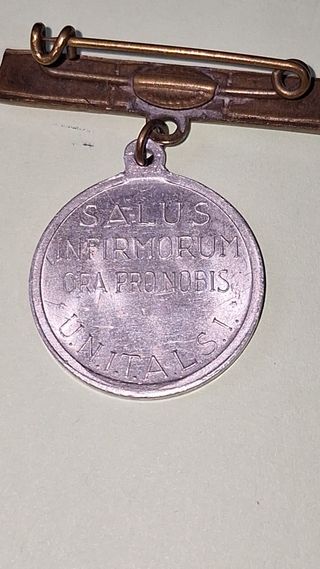 SALUS
INFIRMORUM
ORA PRO NOBIS
U.N.I.T.A.L.S.I.